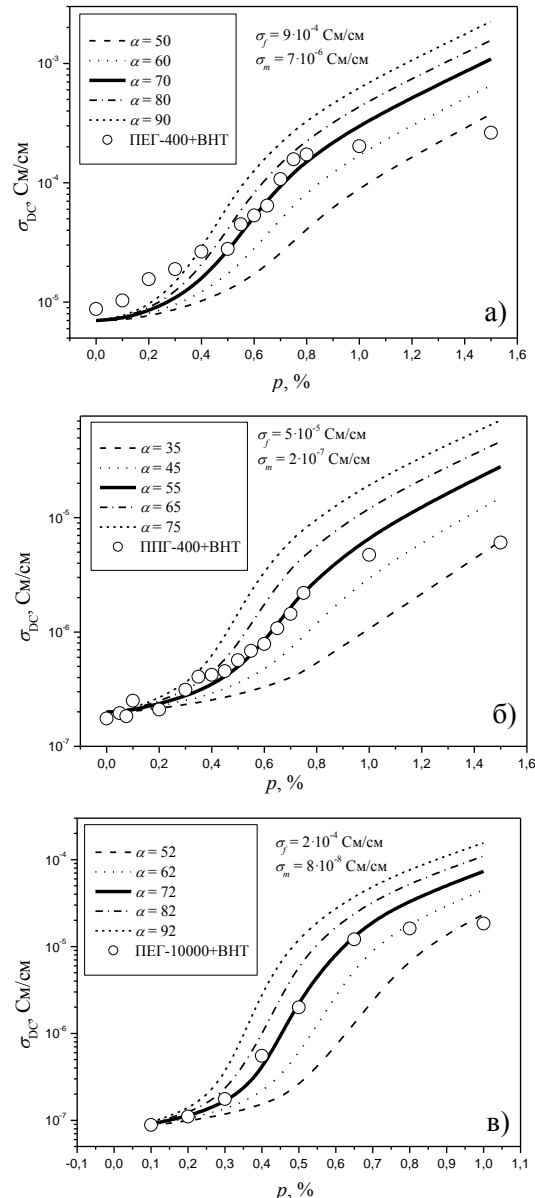 α = 50
α = 60
α = 70
α = 80
α = 90
ПЕГ-400+ВНТ
σf = 9·10-4 См/см
σm = 7·10-6 См/см
10-3
10-4
10-5
σDC, См/см
0,0 0,2 0,4 0,6 0,8 1,0 1,2 1,4 1,6
p, %
а)
α = 35
α = 45
α = 55
α = 65
α = 75
ППГ-400+ВНТ
σf = 5·10-5 См/см
σm = 2·10-7 См/см
10-5
10-6
10-7
σDC, См/см
0,0 0,2 0,4 0,6 0,8 1,0 1,2 1,4 1,6
p, %
б)
α = 52
α = 62
α = 72
α = 82
α = 92
ПЕГ-10000+ВНТ
σf = 2·10-4 См/см
σm = 8·10-8 См/см
10-4
10-5
10-6
10-7
σDC, См/см
-0,1 0,0 0,1 0,2 0,3 0,4 0,5 0,6 0,7 0,8 0,9 1,0 1,1
p, %
в)